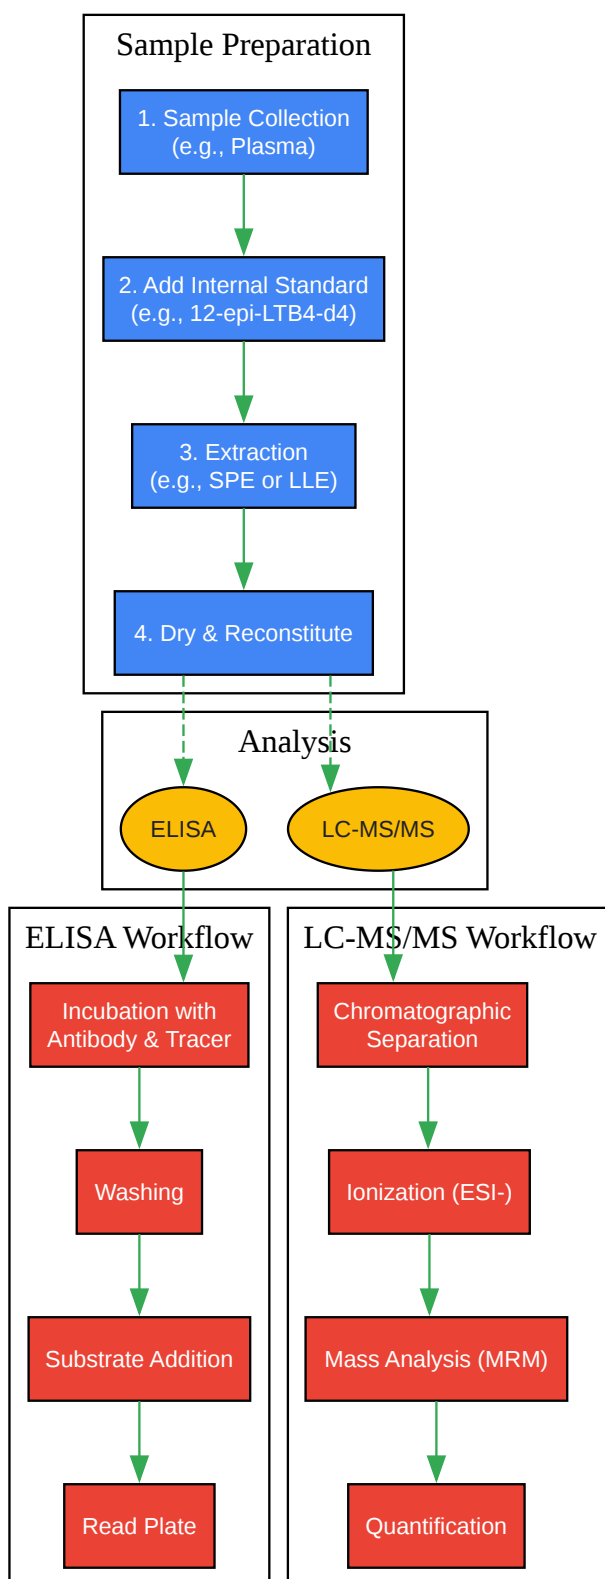 Sample Preparation
1. Sample Collection
(e.g., Plasma)
2. Add Internal Standard
(e.g., 12-epi-LTB4-d4)
3. Extraction
(e.g., SPE or LLE)
4. Dry & Reconstitute
Analysis
ELISA
LC-MS/MS
ELISA Workflow
Incubation with
Antibody & Tracer
Washing
Substrate Addition
Read Plate
LC-MS/MS Workflow
Chromatographic
Separation
Ionization (ESI-)
Mass Analysis (MRM)
Quantification